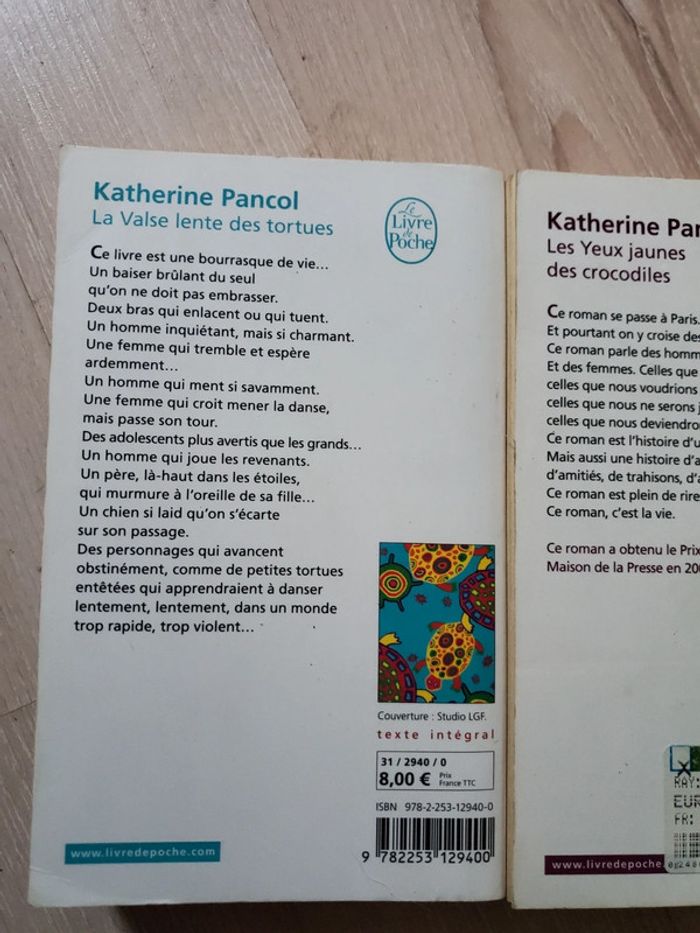 Katherine Pancol
La Valse lente des tortues
Le
Livre
de
Poche
Ce livre est une bourrasque de vie...
Un baiser brûlant du seul
qu'on ne doit pas embrasser.
Deux bras qui enlacent ou qui tuent.
Un homme inquiétant, mais si charmant.
Une femme qui tremble et espère
ardemment...
Un homme qui ment si savamment.
Une femme qui croit mener la danse,
mais passe son tour.
Des adolescents plus avertis que les grands...
Un homme qui joue les revenants.
Un père, là-haut dans les étoiles,
qui murmure à l'oreille de sa fille...
Un chien si laid qu'on s'écarte
sur son passage.
Des personnages qui avancent
obstinément, comme de petites tortues
entêtées qui apprendraient à danser
lentement, lentement, dans un monde
trop rapide, trop violent...
Couverture : Studio LGF.
texte intégral
31 / 2940 / 0
8,00 € Prix
France TTC
ISBN 978-2-253-12940-0
9 782253 129400
www.livredepoche.com
Katherine Pan
Les Yeux jaunes
des crocodiles
Ce roman se passe à Paris.
Et pourtant on y croise des
Ce roman parle des homm
Et des femmes. Celles que
celles que nous voudrions
celles que nous ne serons j
celles que nous deviendro
Ce roman est l'histoire d'u
Mais aussi une histoire d'a
d'amitiés, de trahisons, d'a
Ce roman est plein de rire
Ce roman, c'est la vie.
Ce roman a obtenu le Prix
Maison de la Presse en 200
RAY:
EUR
FR:
www.livredepoche